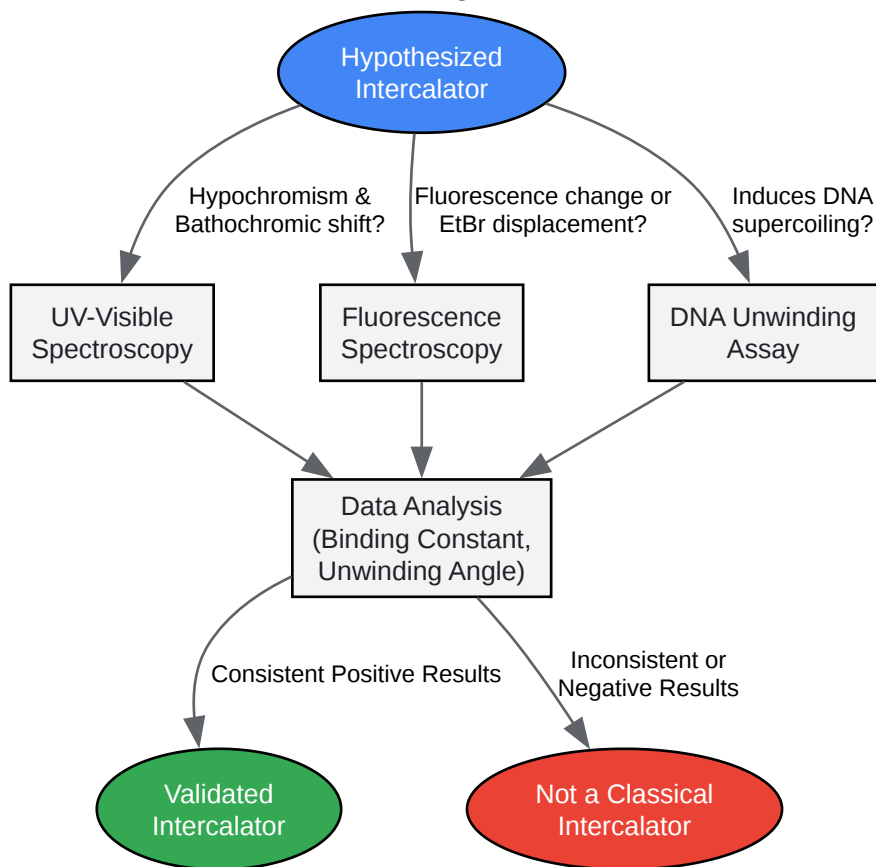 Hypothesized
Intercalator
Hypochromism &
Bathochromic shift?
Fluorescence change or
EtBr displacement?
Induces DNA
supercoiling?
UV-Visible
Spectroscopy
Fluorescence
Spectroscopy
DNA Unwinding
Assay
Data Analysis
(Binding Constant,
Unwinding Angle)
Consistent Positive Results
Inconsistent or
Negative Results
Validated
Intercalator
Not a Classical
Intercalator